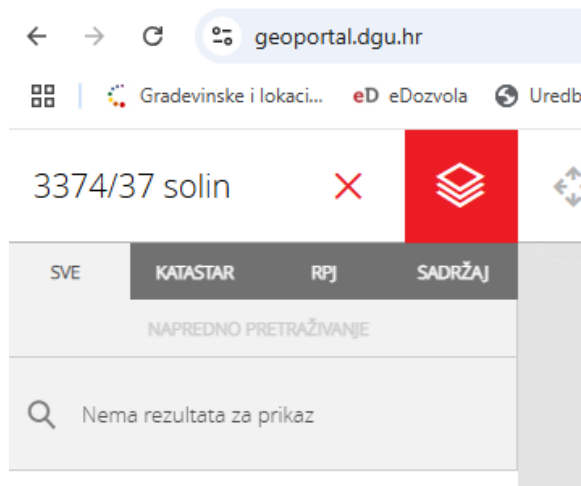 geoportal.dgu.hr
Gradevinske i lokaci... eD eDozvola Uredb
3374/37 solin
SVE KATASTAR RPJ SADRŽAJ
NAPREDNO PRETRAŽIVANJE
Nema rezultata za prikaz